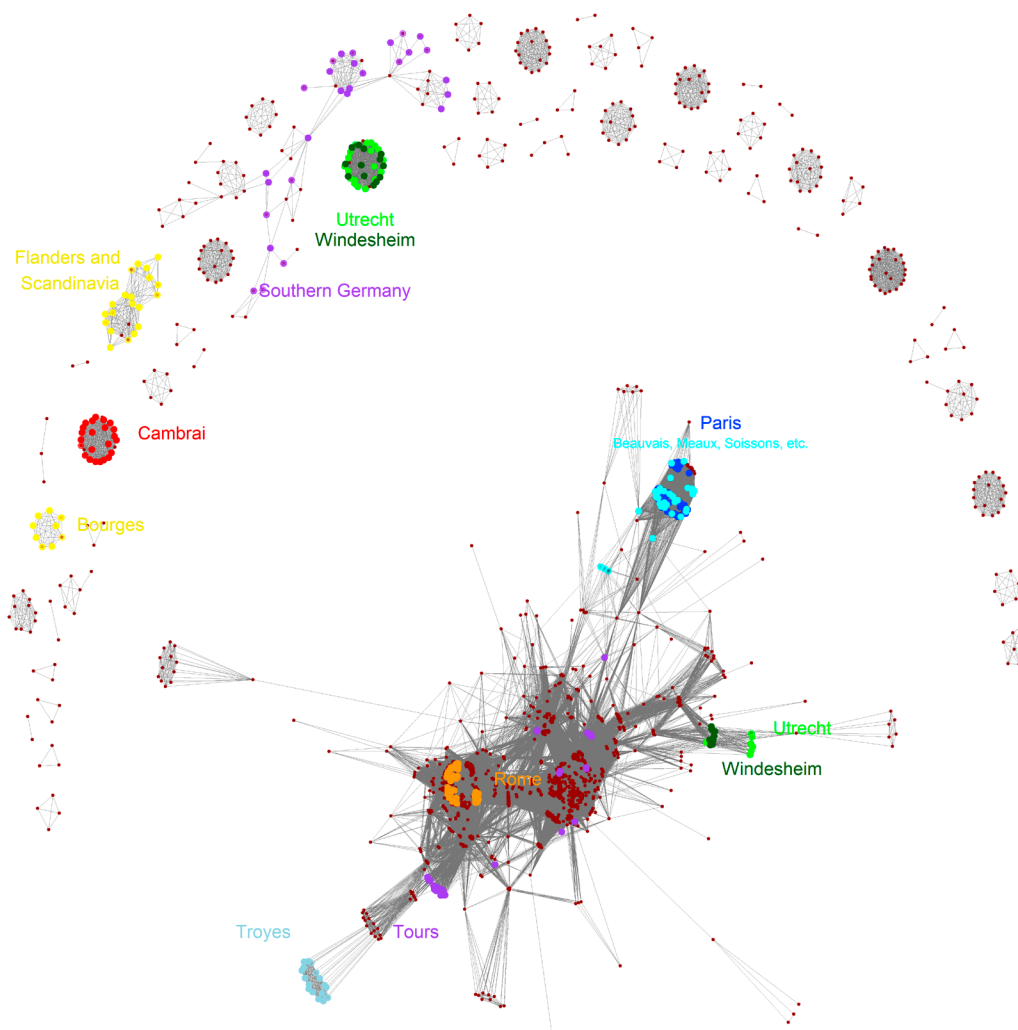 Utrecht
Windesheim
Flanders and
Scandinavia
Southern Germany
Paris
Cambrai
Beauvais, Meaux, Soissons, etc.
Bourges
Utrecht
Windesheim
Rome
Troyes
Tours